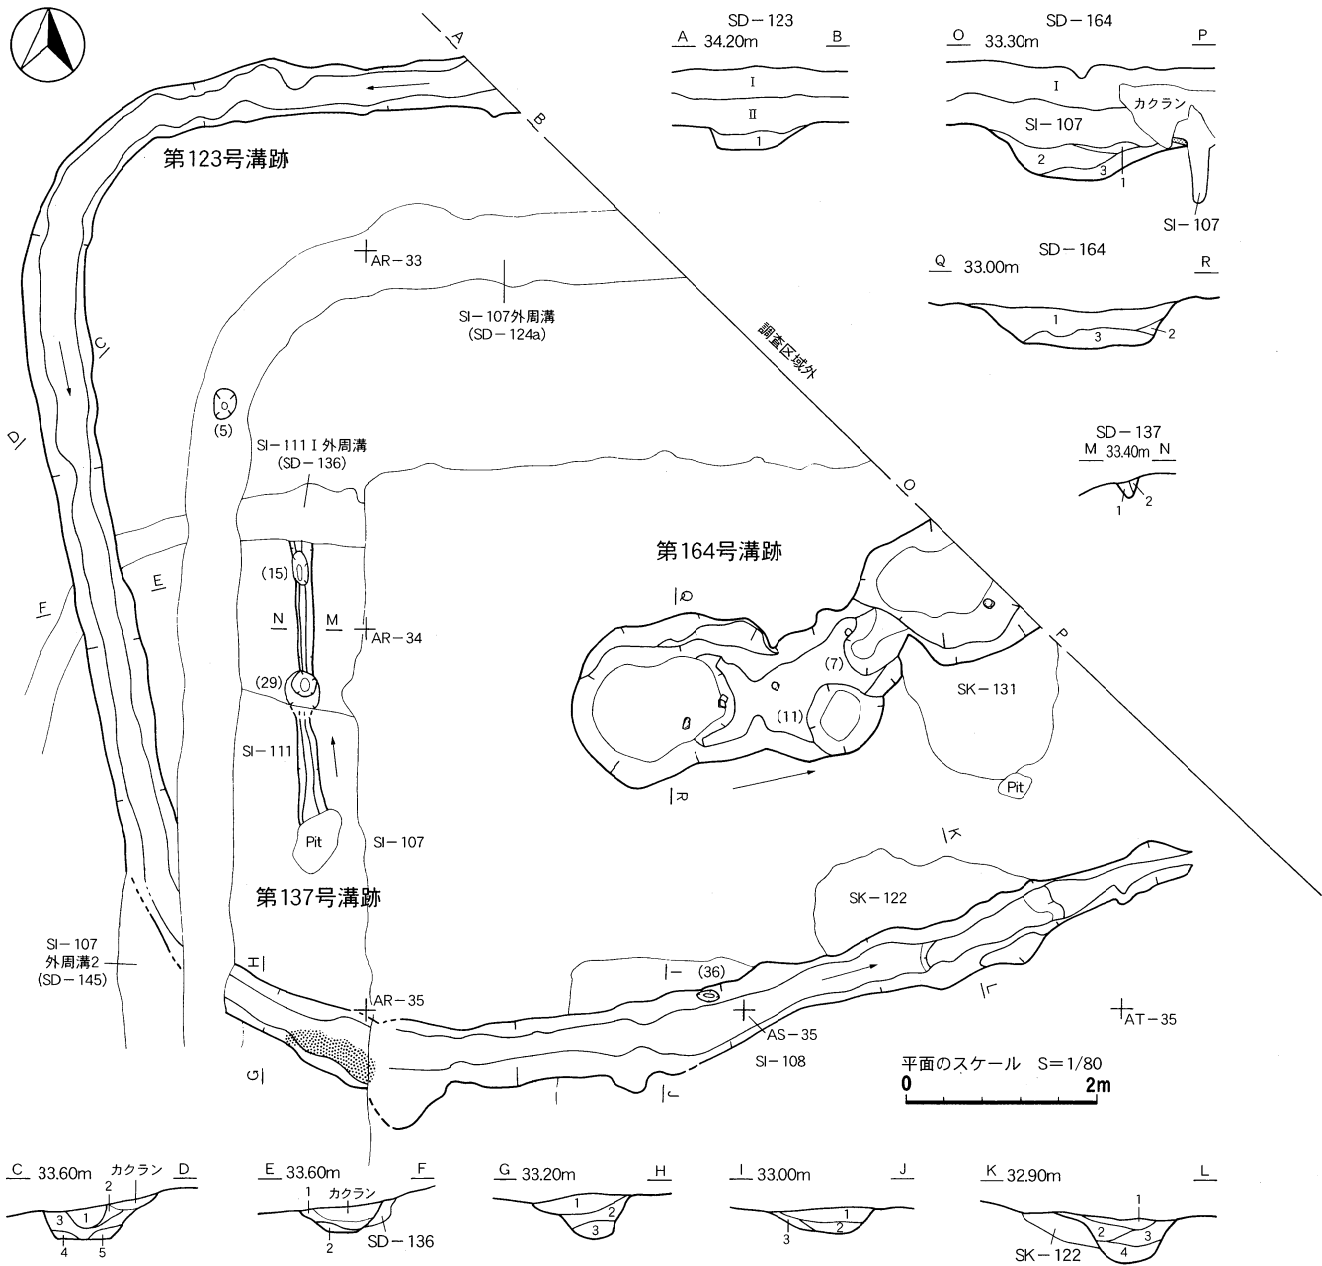 SD-123
A 34.20m B
I
II
1
SD-164
O 33.30m P
I
カクラン
SI-107
2
3
1
SI-107
SD-164
Q 33.00m R
1
3
2
SD-137
M 33.40m N
1
2
A
B
第123号溝跡
AR-33
SI-107外周溝
(SD-124a)
調査区域外
C
D
(5)
SI-111 I 外周溝
(SD-136)
O
第164号溝跡
(15)
E
F
N M
AR-34
Q
P
(7)
(29)
SK-131
(11)
SI-111
R
Pit
Pit
SI-107
K
第137号溝跡
SK-122
SI-107
外周溝2
(SD-145)
H
I
(36)
L
AR-35
AS-35
AT-35
SI-108
G
J
平面のスケール S=1/80
0 2m
C 33.60m カクラン D
2
3
1
4
5
E 33.60m F
1
カクラン
2
SD-136
G 33.20m H
1
2
3
I 33.00m J
1
2
3
K 32.90m L
1
2
3
4
SK-122